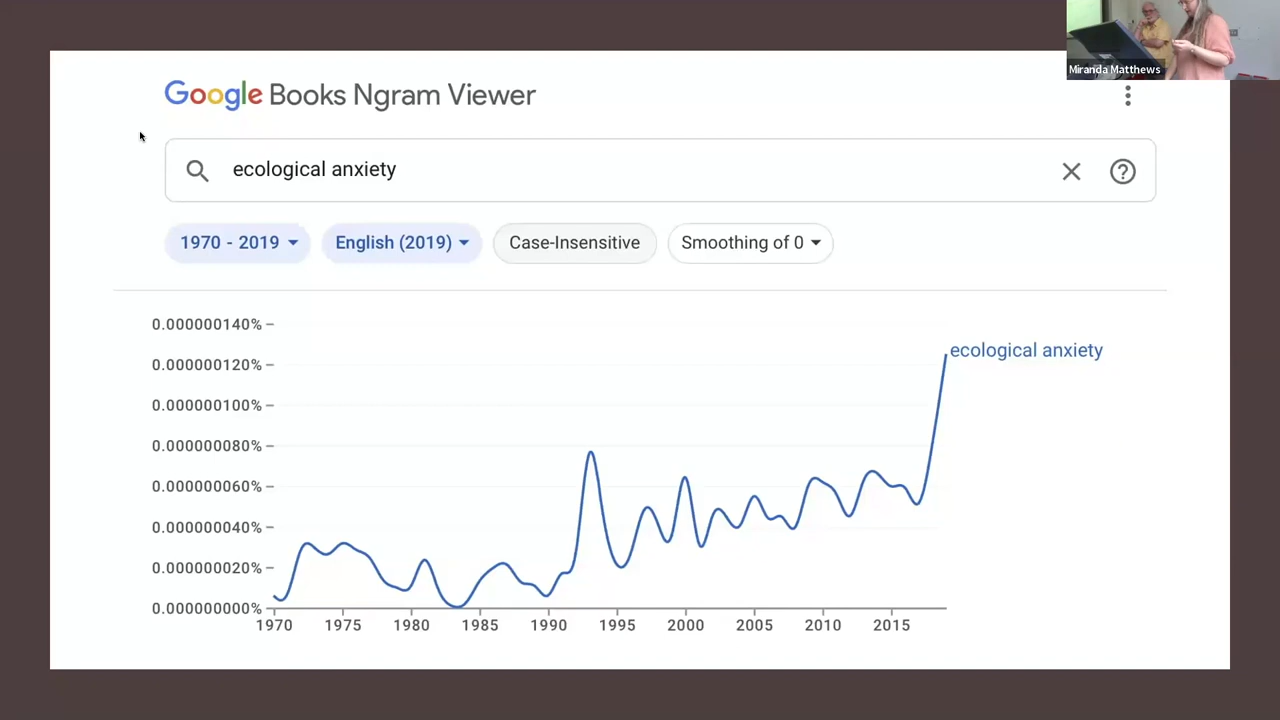 Miranda Matthews
Google Books Ngram Viewer
ecological anxiety
1970 - 2019
English (2019)
Case-Insensitive
Smoothing of 0
0.000000140%
ecological anxiety
0.000000120%
0.000000100%
0.000000080%
0.000000060%
0.000000040%
0.000000020%
0.000000000%
1970 1975 1980 1985 1990 1995 2000 2005 2010 2015